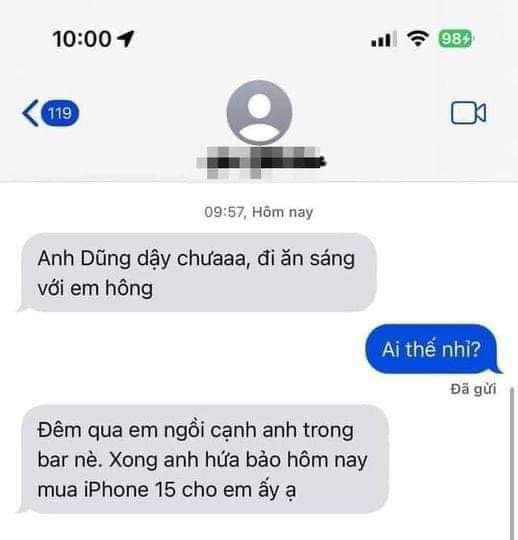 10:00
98
119
09:57, Hôm nay
Anh Dũng dậy chưaaa, đi ăn sáng
với em hông
Ai thế nhỉ?
Đã gửi
Đêm qua em ngồi cạnh anh trong
bar nè. Xong anh hứa bảo hôm nay
mua iPhone 15 cho em ấy ạ